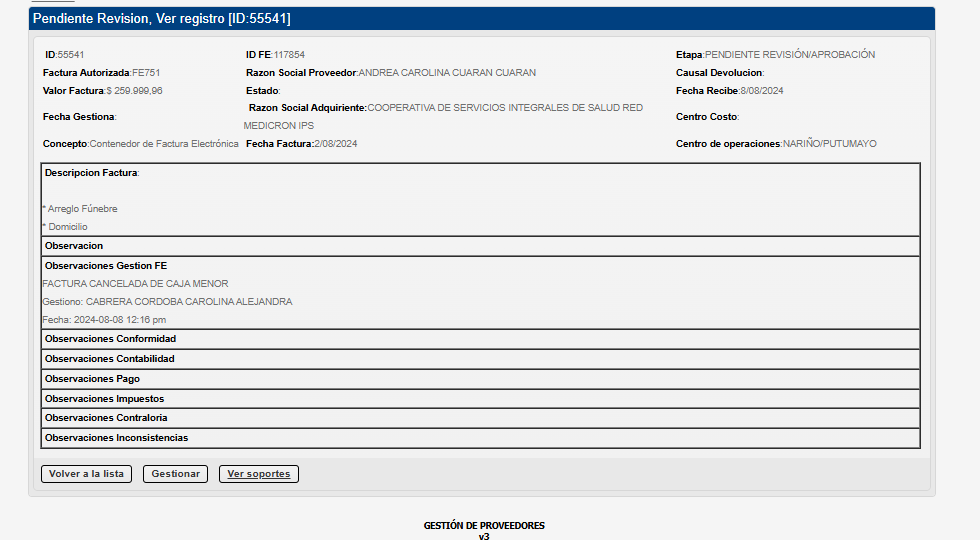 Pendiente Revision, Ver registro [ID:55541]
ID:55541 ID FE:117854 Etapa:PENDIENTE REVISIÓN/APROBACIÓN
Factura Autorizada:FE751 Razon Social Proveedor:ANDREA CAROLINA CUARAN CUARAN Causal Devolucion:
Valor Factura:$ 259.999,96 Estado: Fecha Recibe:8/08/2024
Fecha Gestiona: Razon Social Adquiriente:COOPERATIVA DE SERVICIOS INTEGRALES DE SALUD RED
MEDICRON IPS Centro Costo:
Concepto:Contenedor de Factura Electrónica Fecha Factura:2/08/2024 Centro de operaciones:NARIÑO/PUTUMAYO
Descripcion Factura:
* Arreglo Fúnebre
* Domicilio
Observacion
Observaciones Gestion FE
FACTURA CANCELADA DE CAJA MENOR
Gestiono: CABRERA CORDOBA CAROLINA ALEJANDRA
Fecha: 2024-08-08 12:16 pm
Observaciones Conformidad
Observaciones Contabilidad
Observaciones Pago
Observaciones Impuestos
Observaciones Contraloria
Observaciones Inconsistencias
Volver a la lista Gestionar Ver soportes
GESTIÓN DE PROVEEDORES
v3